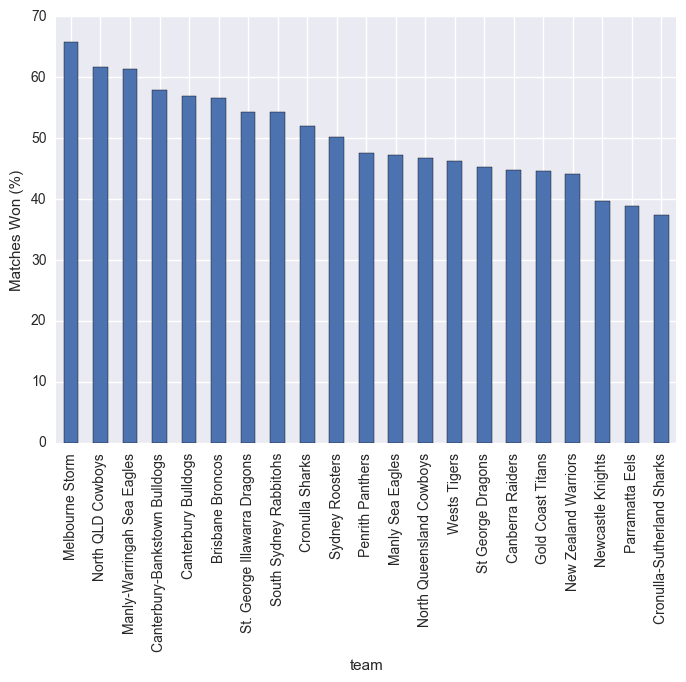 70
60
50
40
30
20
10
0
Matches Won (%)
Melbourne Storm
North QLD Cowboys
Manly-Warringah Sea Eagles
Canterbury-Bankstown Bulldogs
Canterbury Bulldogs
Brisbane Broncos
St. George Illawarra Dragons
South Sydney Rabbitohs
Cronulla Sharks
Sydney Roosters
Penrith Panthers
Manly Sea Eagles
North Queensland Cowboys
Wests Tigers
St George Dragons
Canberra Raiders
Gold Coast Titans
New Zealand Warriors
Newcastle Knights
Parramatta Eels
Cronulla-Sutherland Sharks
team